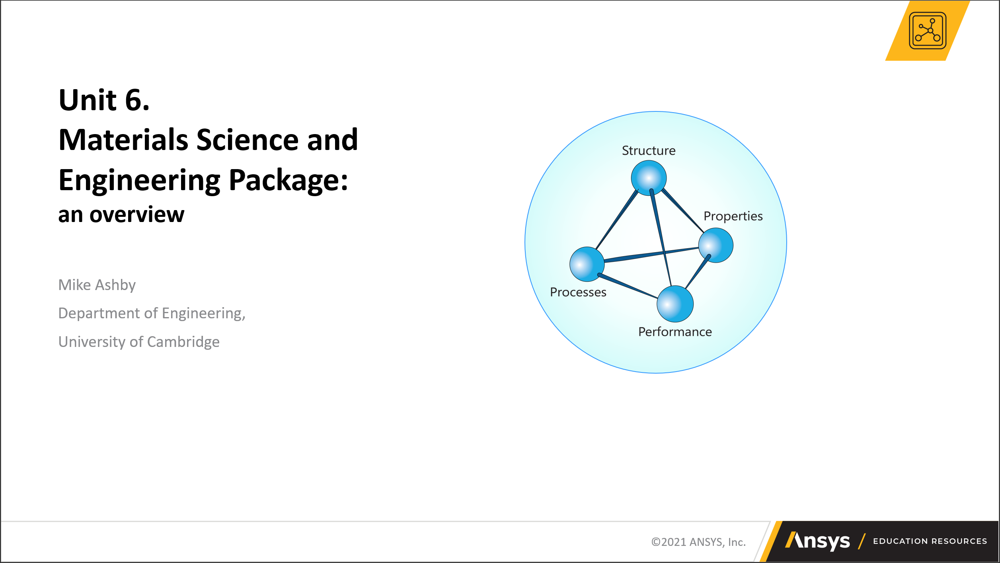 Unit 6.
Materials Science and
Engineering Package:
an overview
Mike Ashby
Department of Engineering,
University of Cambridge
Structure
Properties
Processes
Performance
©2021 ANSYS, Inc.
Ansys / EDUCATION RESOURCES